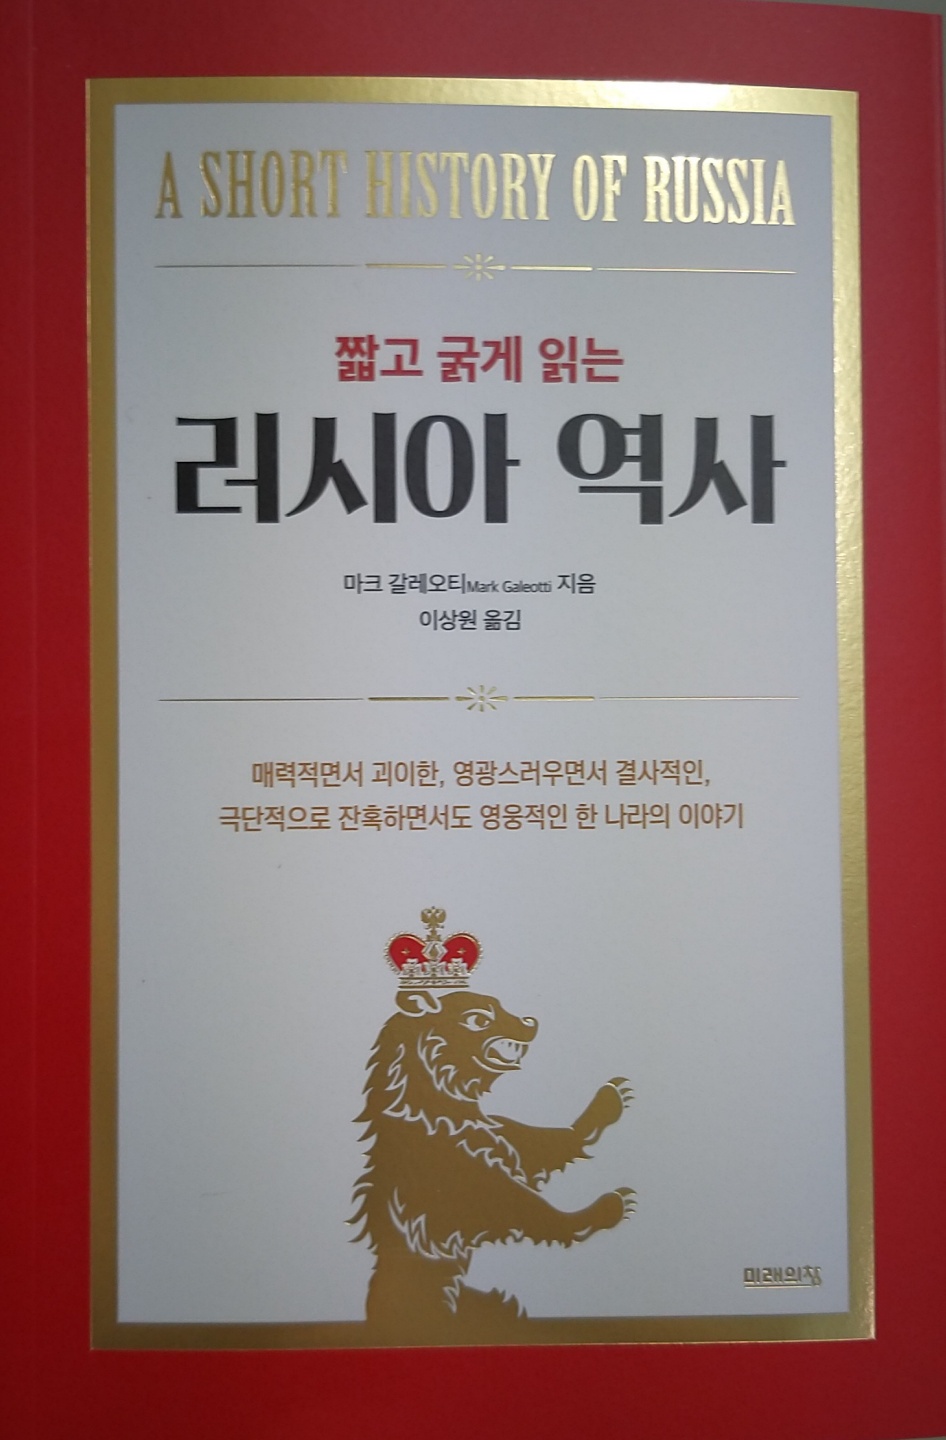 A SHORT HISTORY OF RUSSIA
짧고 굵게 읽는
러시아 역사
마크 갈레오티Mark Galeotti 지음
이상원 옮김
매력적면서 괴이한, 영광스러우면서 결사적인,
극단적으로 잔혹하면서도 영웅적인 한 나라의 이야기
미래의창